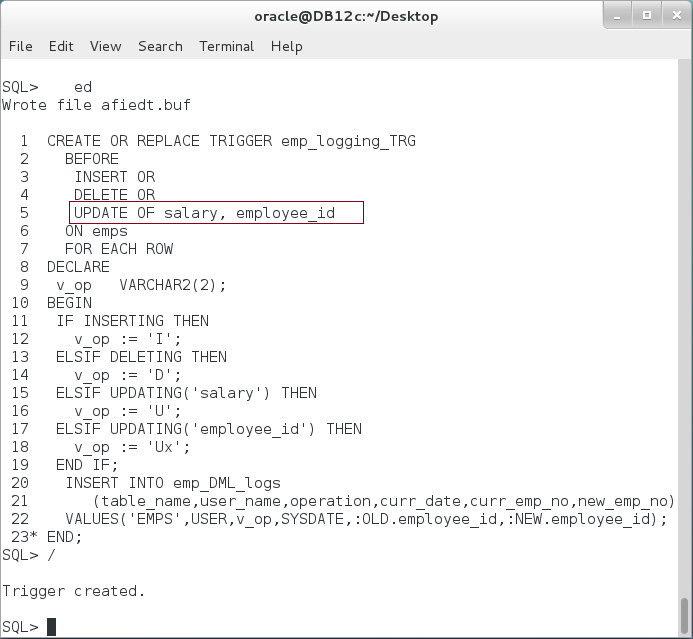 oracle@DB12c:~/Desktop
File Edit View Search Terminal Help
SQL>    ed
Wrote file afiedt.buf
  1  CREATE OR REPLACE TRIGGER emp_logging_TRG
  2    BEFORE
  3     INSERT OR
  4     DELETE OR
  5     UPDATE OF salary, employee_id
  6    ON emps
  7    FOR EACH ROW
  8  DECLARE
  9   v_op   VARCHAR2(2);
 10  BEGIN
 11   IF INSERTING THEN
 12     v_op := 'I';
 13   ELSIF DELETING THEN
 14     v_op := 'D';
 15   ELSIF UPDATING('salary') THEN
 16     v_op := 'U';
 17   ELSIF UPDATING('employee_id') THEN
 18     v_op := 'Ux';
 19   END IF;
 20    INSERT INTO emp_DML_logs
 21       (table_name,user_name,operation,curr_date,curr_emp_no,new_emp_no)
 22    VALUES('EMPS',USER,v_op,SYSDATE,:OLD.employee_id,:NEW.employee_id);
 23* END;
SQL> /
Trigger created.
SQL>